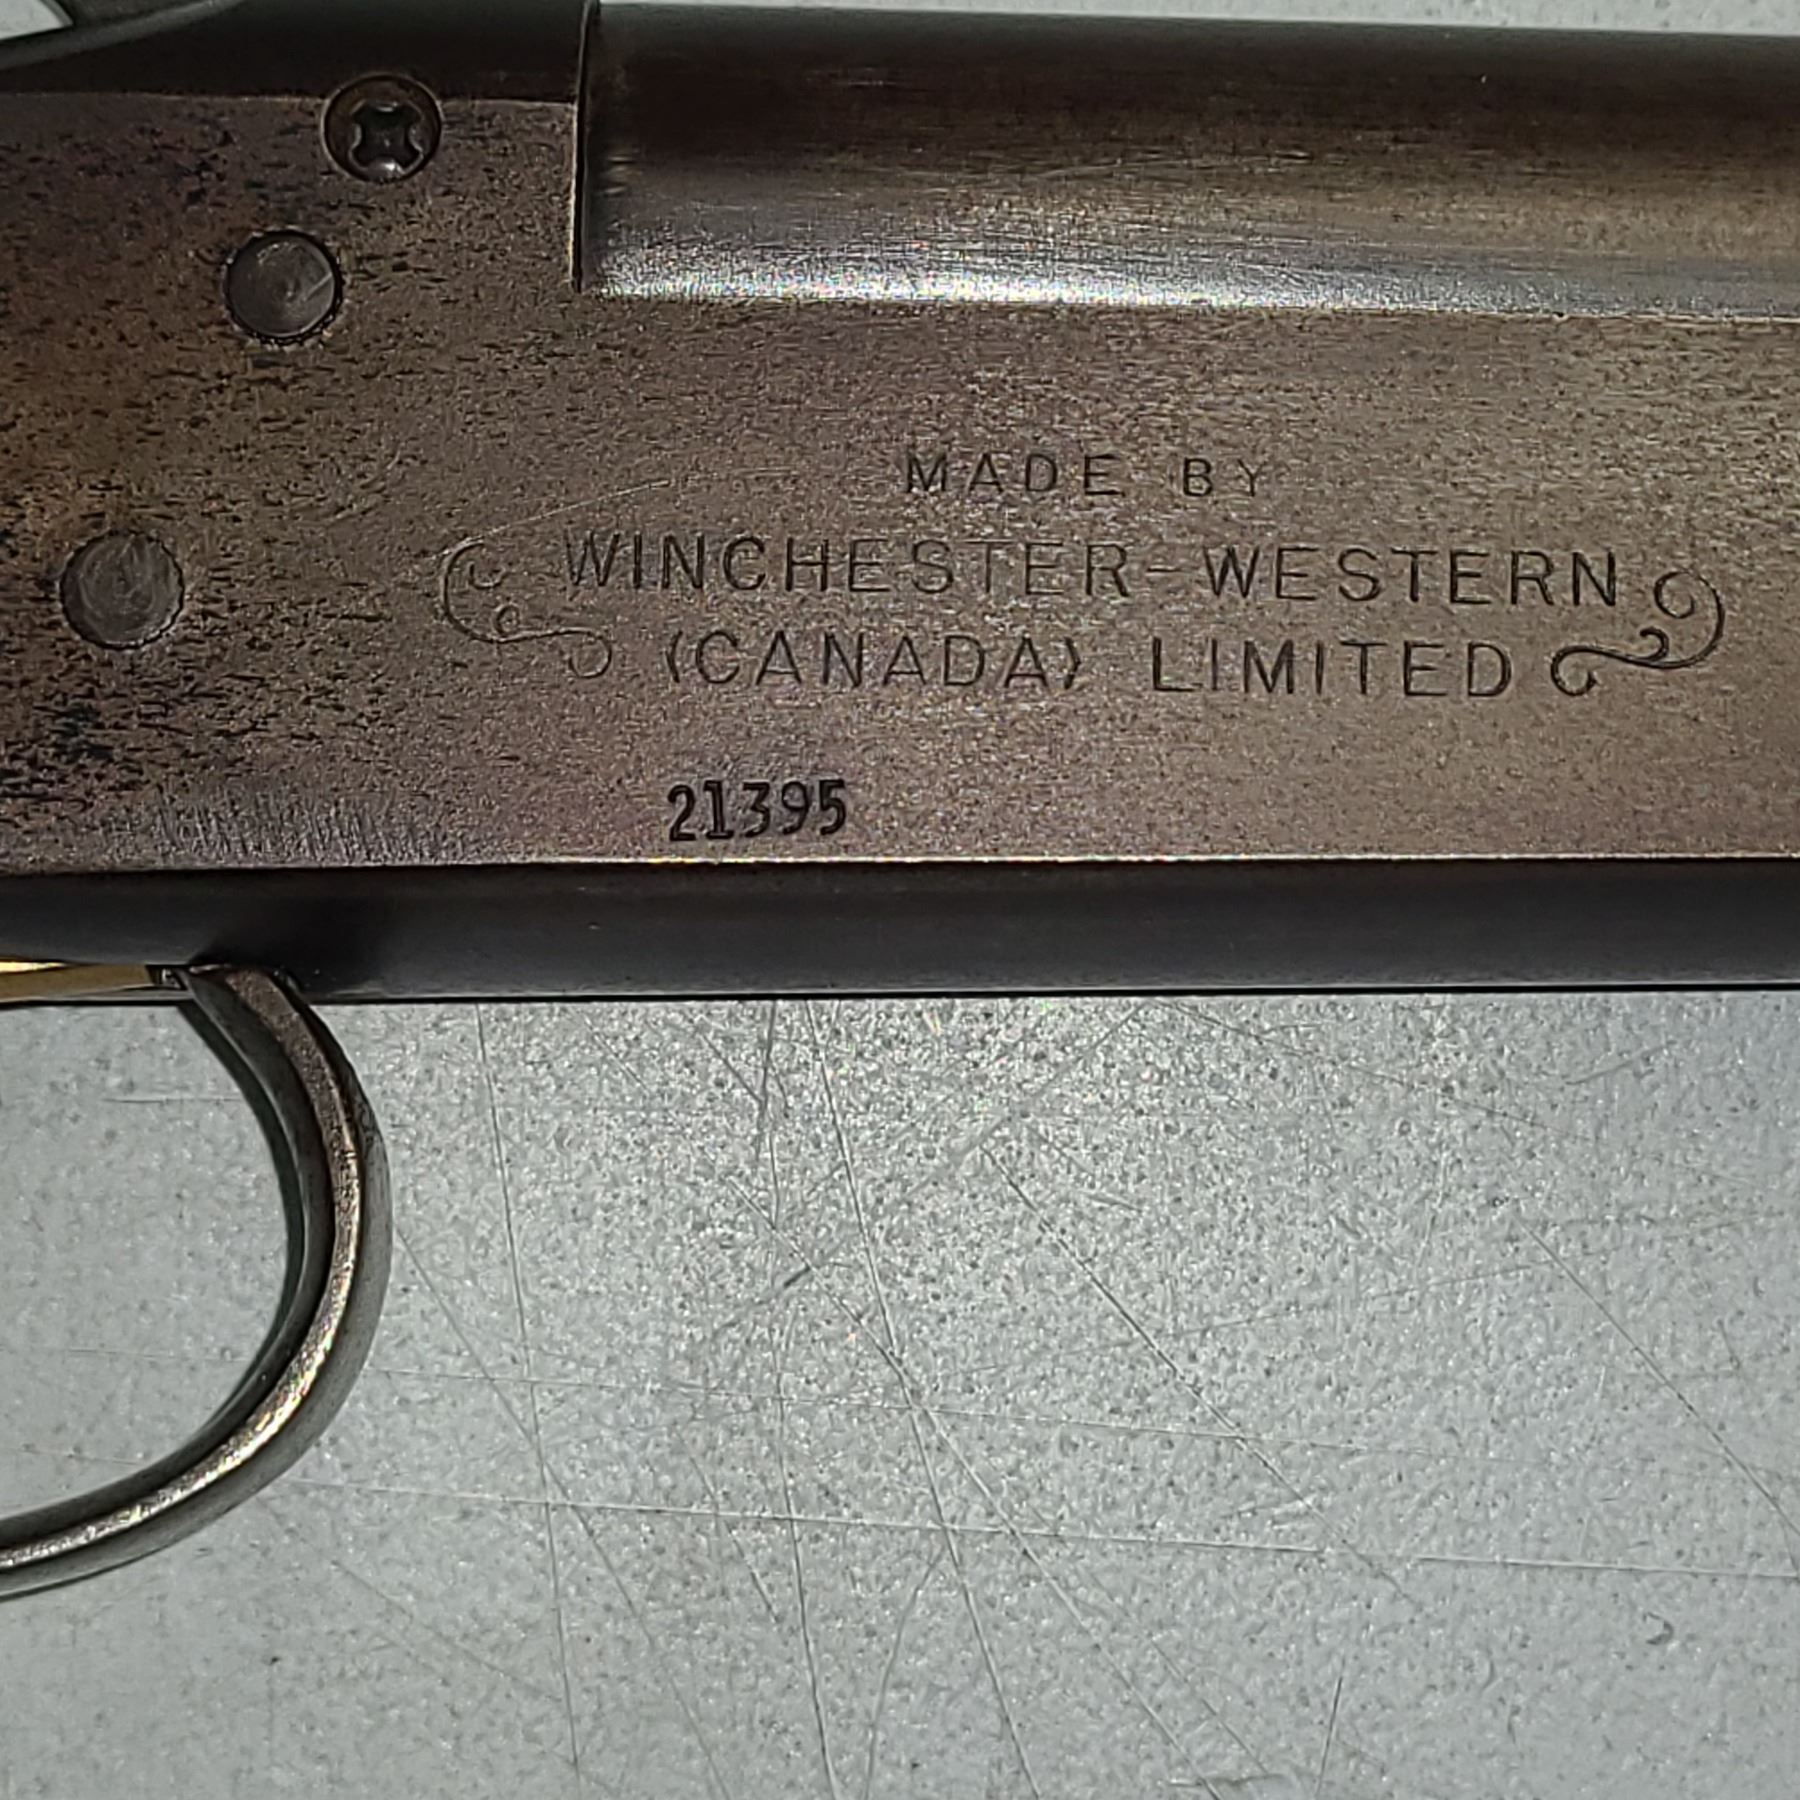 MADE BY
WINCHESTER-WESTERN
(CANADA) LIMITED
21395